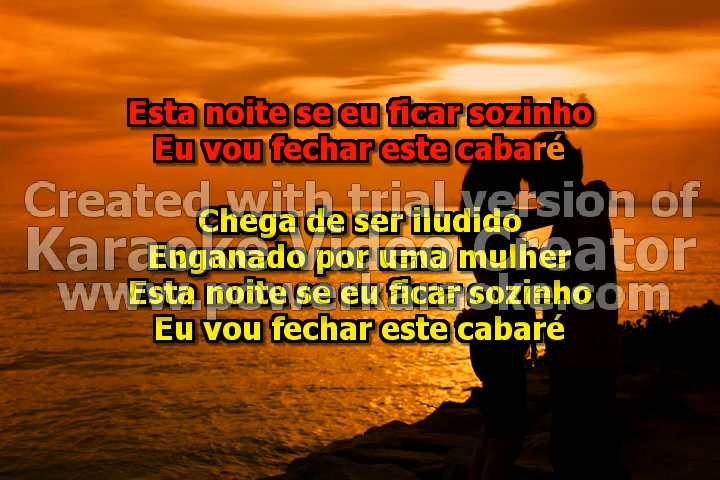 Esta noite se eu ficar sozinho
Eu vou fechar este cabaré
Created with trial version of
Chega de ser iludido
Karaoke Video Creator
Enganado por uma mulher
www.powerkaraoke.com
Esta noite se eu ficar sozinho
Eu vou fechar este cabaré